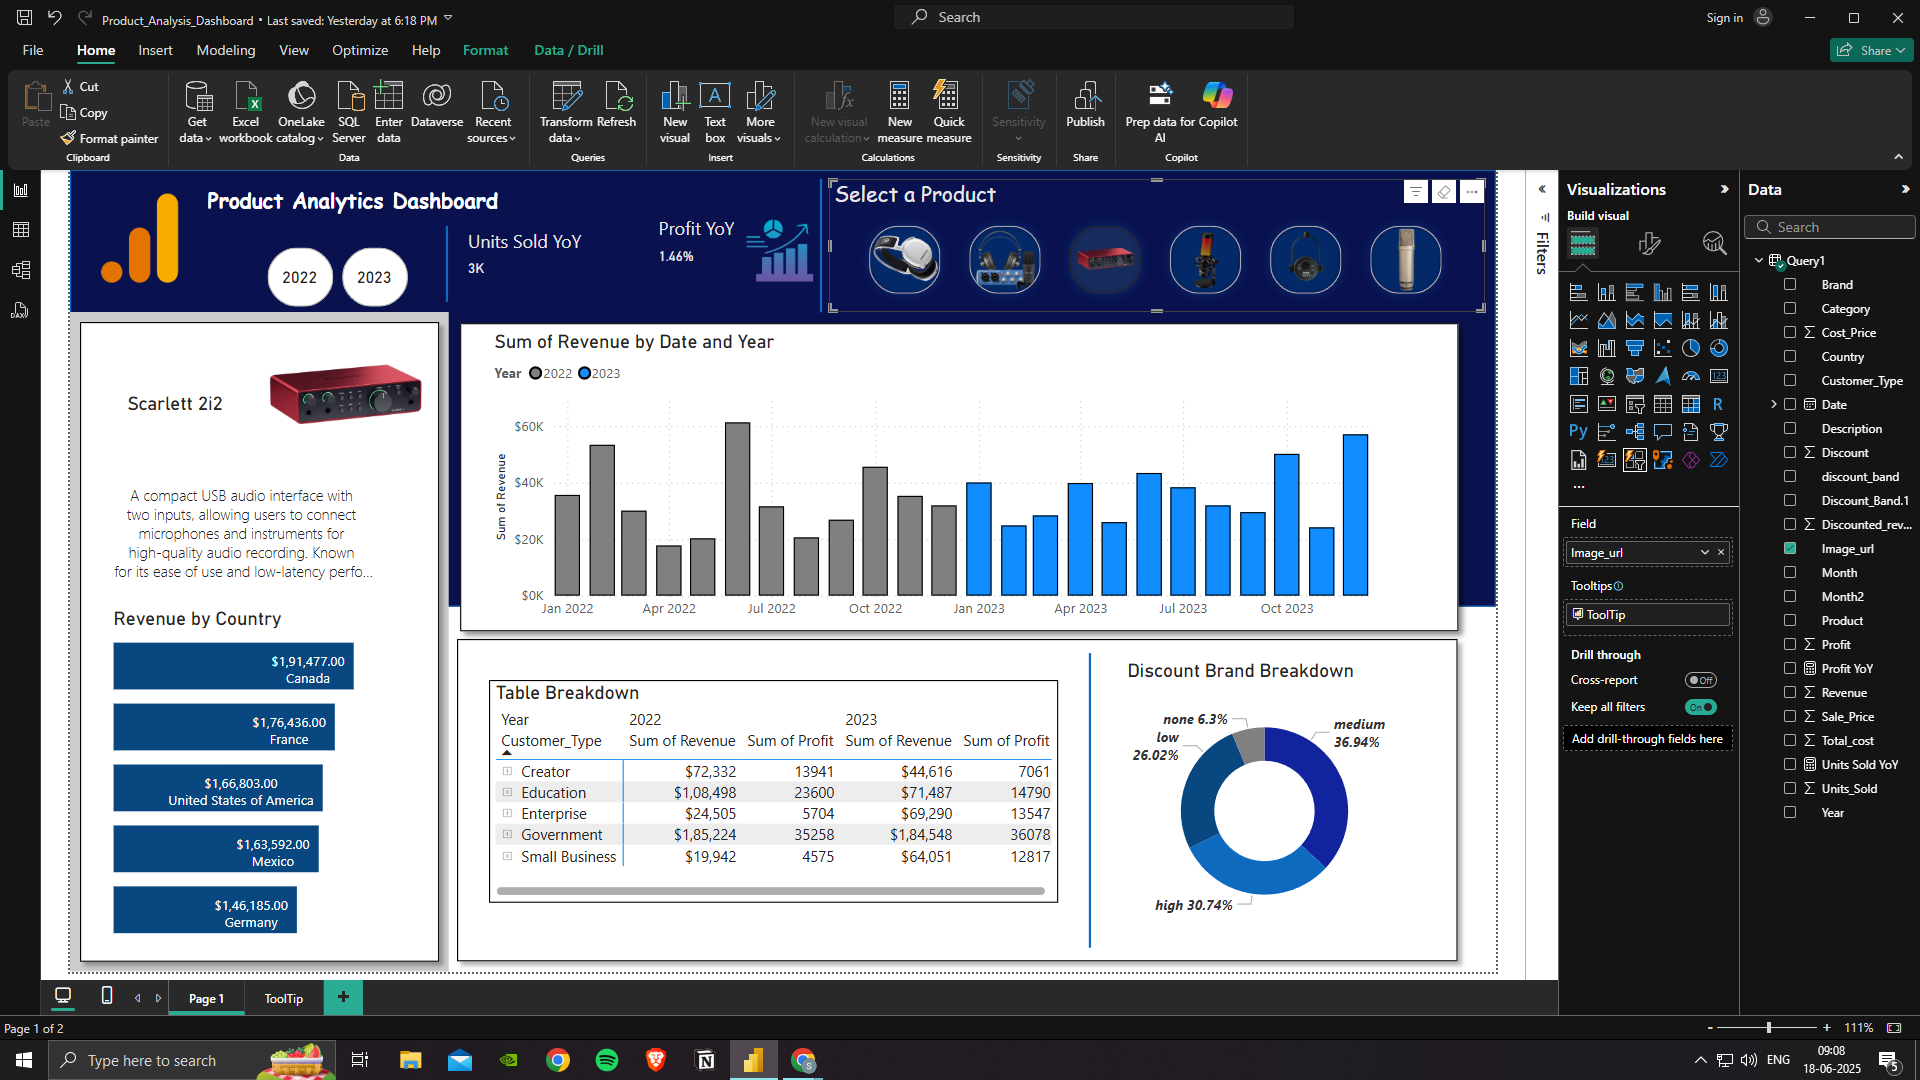 Product_Analysis_Dashboard • Last saved: Yesterday at 6:18 PM
Search
Sign in
File Home Insert Modeling View Optimize Help Format Data / Drill
Share
Paste
Cut
Copy
Format painter
Clipboard
Get data
Excel workbook
OneLake catalog
SQL Server
Enter data
Dataverse
Recent sources
Data
Transform data
Refresh
Queries
New visual
Text box
More visuals
Insert
New visual calculation
New measure
Quick measure
Calculations
Sensitivity
Sensitivity
Publish
Share
Prep data for AI
Copilot
Copilot
Product Analytics Dashboard
2022
2023
Units Sold YoY
3K
Profit YoY
1.46%
Select a Product
Scarlett 2i2
A compact USB audio interface with
two inputs, allowing users to connect
microphones and instruments for
high-quality audio recording. Known
for its ease of use and low-latency perfo...
Revenue by Country
$1,91,477.00
Canada
$1,76,436.00
France
$1,66,803.00
United States of America
$1,63,592.00
Mexico
$1,46,185.00
Germany
Sum of Revenue by Date and Year
Year 2022 2023
Sum of Revenue
$60K
$40K
$20K
$0K
Jan 2022 Apr 2022 Jul 2022 Oct 2022 Jan 2023 Apr 2023 Jul 2023 Oct 2023
Table Breakdown
Year 2022 2023
Customer_Type Sum of Revenue Sum of Profit Sum of Revenue Sum of Profit
Creator $72,332 13941 $44,616 7061
Education $1,08,498 23600 $71,487 14790
Enterprise $24,505 5704 $69,290 13547
Government $1,85,224 35258 $1,84,548 36078
Small Business $19,942 4575 $64,051 12817
Discount Brand Breakdown
none 6.3%
low
26.02%
medium
36.94%
high 30.74%
Filters
Visualizations
Build visual
R
Py
123
...
Field
Image_url
Tooltips
ToolTip
Drill through
Cross-report Off
Keep all filters On
Add drill-through fields here
Data
Search
Query1
Brand
Category
Cost_Price
Country
Customer_Type
Date
Description
Discount
discount_band
Discount_Band.1
Discounted_rev...
Image_url
Month
Month2
Product
Profit
Profit YoY
Revenue
Sale_Price
Total_cost
Units Sold YoY
Units_Sold
Year
Page 1
ToolTip
+
Page 1 of 2
- + 111%
Type here to search
ENG
09:08
18-06-2025
5